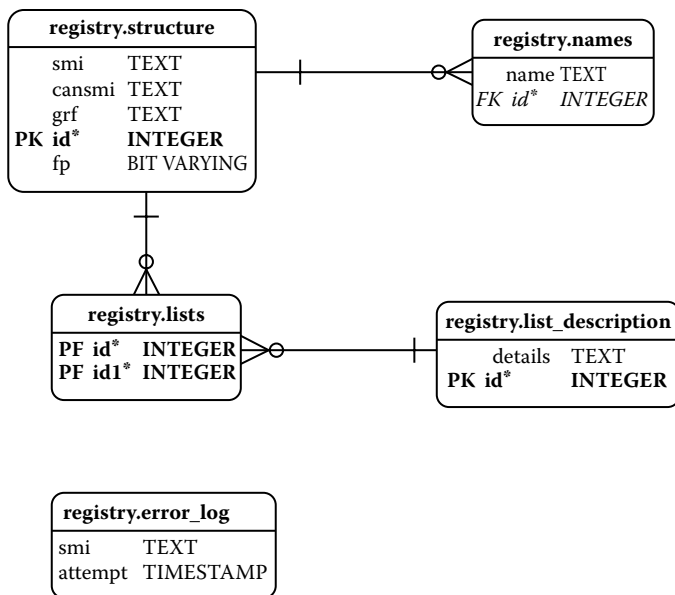 registry.structure
smi TEXT
cansmi TEXT
grf TEXT
PK id* INTEGER
fp BIT VARYING
registry.names
name TEXT
FK id* INTEGER
registry.lists
PF id* INTEGER
PF id1* INTEGER
registry.list_description
details TEXT
PK id* INTEGER
registry.error_log
smi TEXT
attempt TIMESTAMP